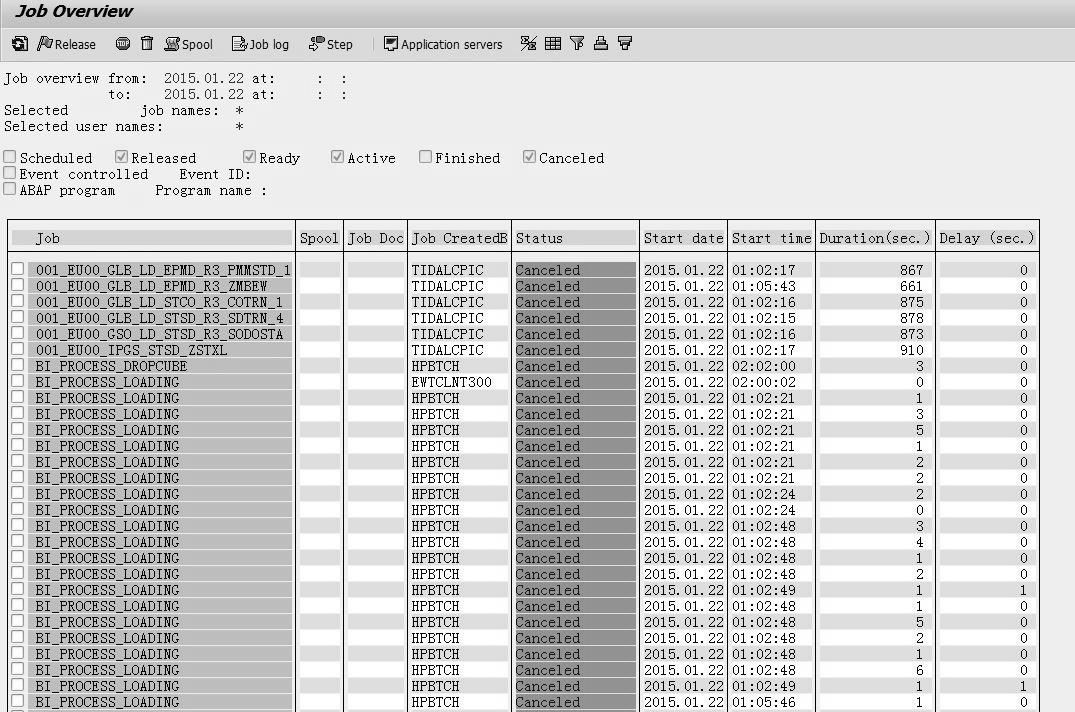 Job Overview
Release Spool Job log Step Application servers
Job overview from: 2015.01.22 at: : :
to: 2015.01.22 at: : :
Selected job names: *
Selected user names: *
Scheduled Released Ready Active Finished Canceled
Event controlled Event ID:
ABAP program Program name :
Job Spool Job Doc Job CreatedB Status Start date Start time Duration(sec.) Delay (sec.)
001_EU00_GLB_LD_EPMD_R3_PMMSTD_1 TIDALCPIC Canceled 2015.01.22 01:02:17 867 0
001_EU00_GLB_LD_EPMD_R3_ZMBEW TIDALCPIC Canceled 2015.01.22 01:05:43 661 0
001_EU00_GLB_LD_STCO_R3_COTRN_1 TIDALCPIC Canceled 2015.01.22 01:02:16 875 0
001_EU00_GLB_LD_STSD_R3_SDTRN_4 TIDALCPIC Canceled 2015.01.22 01:02:15 878 0
001_EU00_GSO_LD_STSD_R3_SODOSTA TIDALCPIC Canceled 2015.01.22 01:02:16 873 0
001_EU00_IPGS_STSD_ZSTXL TIDALCPIC Canceled 2015.01.22 01:02:17 910 0
BI_PROCESS_DROPCUBE HPBTCH Canceled 2015.01.22 02:02:00 3 0
BI_PROCESS_LOADING EWTCLNT300 Canceled 2015.01.22 02:00:02 0 0
BI_PROCESS_LOADING HPBTCH Canceled 2015.01.22 01:02:21 1 0
BI_PROCESS_LOADING HPBTCH Canceled 2015.01.22 01:02:21 3 0
BI_PROCESS_LOADING HPBTCH Canceled 2015.01.22 01:02:21 5 0
BI_PROCESS_LOADING HPBTCH Canceled 2015.01.22 01:02:21 1 0
BI_PROCESS_LOADING HPBTCH Canceled 2015.01.22 01:02:21 2 0
BI_PROCESS_LOADING HPBTCH Canceled 2015.01.22 01:02:21 2 0
BI_PROCESS_LOADING HPBTCH Canceled 2015.01.22 01:02:24 2 0
BI_PROCESS_LOADING HPBTCH Canceled 2015.01.22 01:02:24 0 0
BI_PROCESS_LOADING HPBTCH Canceled 2015.01.22 01:02:48 3 0
BI_PROCESS_LOADING HPBTCH Canceled 2015.01.22 01:02:48 4 0
BI_PROCESS_LOADING HPBTCH Canceled 2015.01.22 01:02:48 1 0
BI_PROCESS_LOADING HPBTCH Canceled 2015.01.22 01:02:48 2 0
BI_PROCESS_LOADING HPBTCH Canceled 2015.01.22 01:02:49 1 1
BI_PROCESS_LOADING HPBTCH Canceled 2015.01.22 01:02:48 1 0
BI_PROCESS_LOADING HPBTCH Canceled 2015.01.22 01:02:48 5 0
BI_PROCESS_LOADING HPBTCH Canceled 2015.01.22 01:02:48 2 0
BI_PROCESS_LOADING HPBTCH Canceled 2015.01.22 01:02:48 1 0
BI_PROCESS_LOADING HPBTCH Canceled 2015.01.22 01:02:48 6 0
BI_PROCESS_LOADING HPBTCH Canceled 2015.01.22 01:02:49 1 1
BI_PROCESS_LOADING HPBTCH Canceled 2015.01.22 01:05:46 1 0